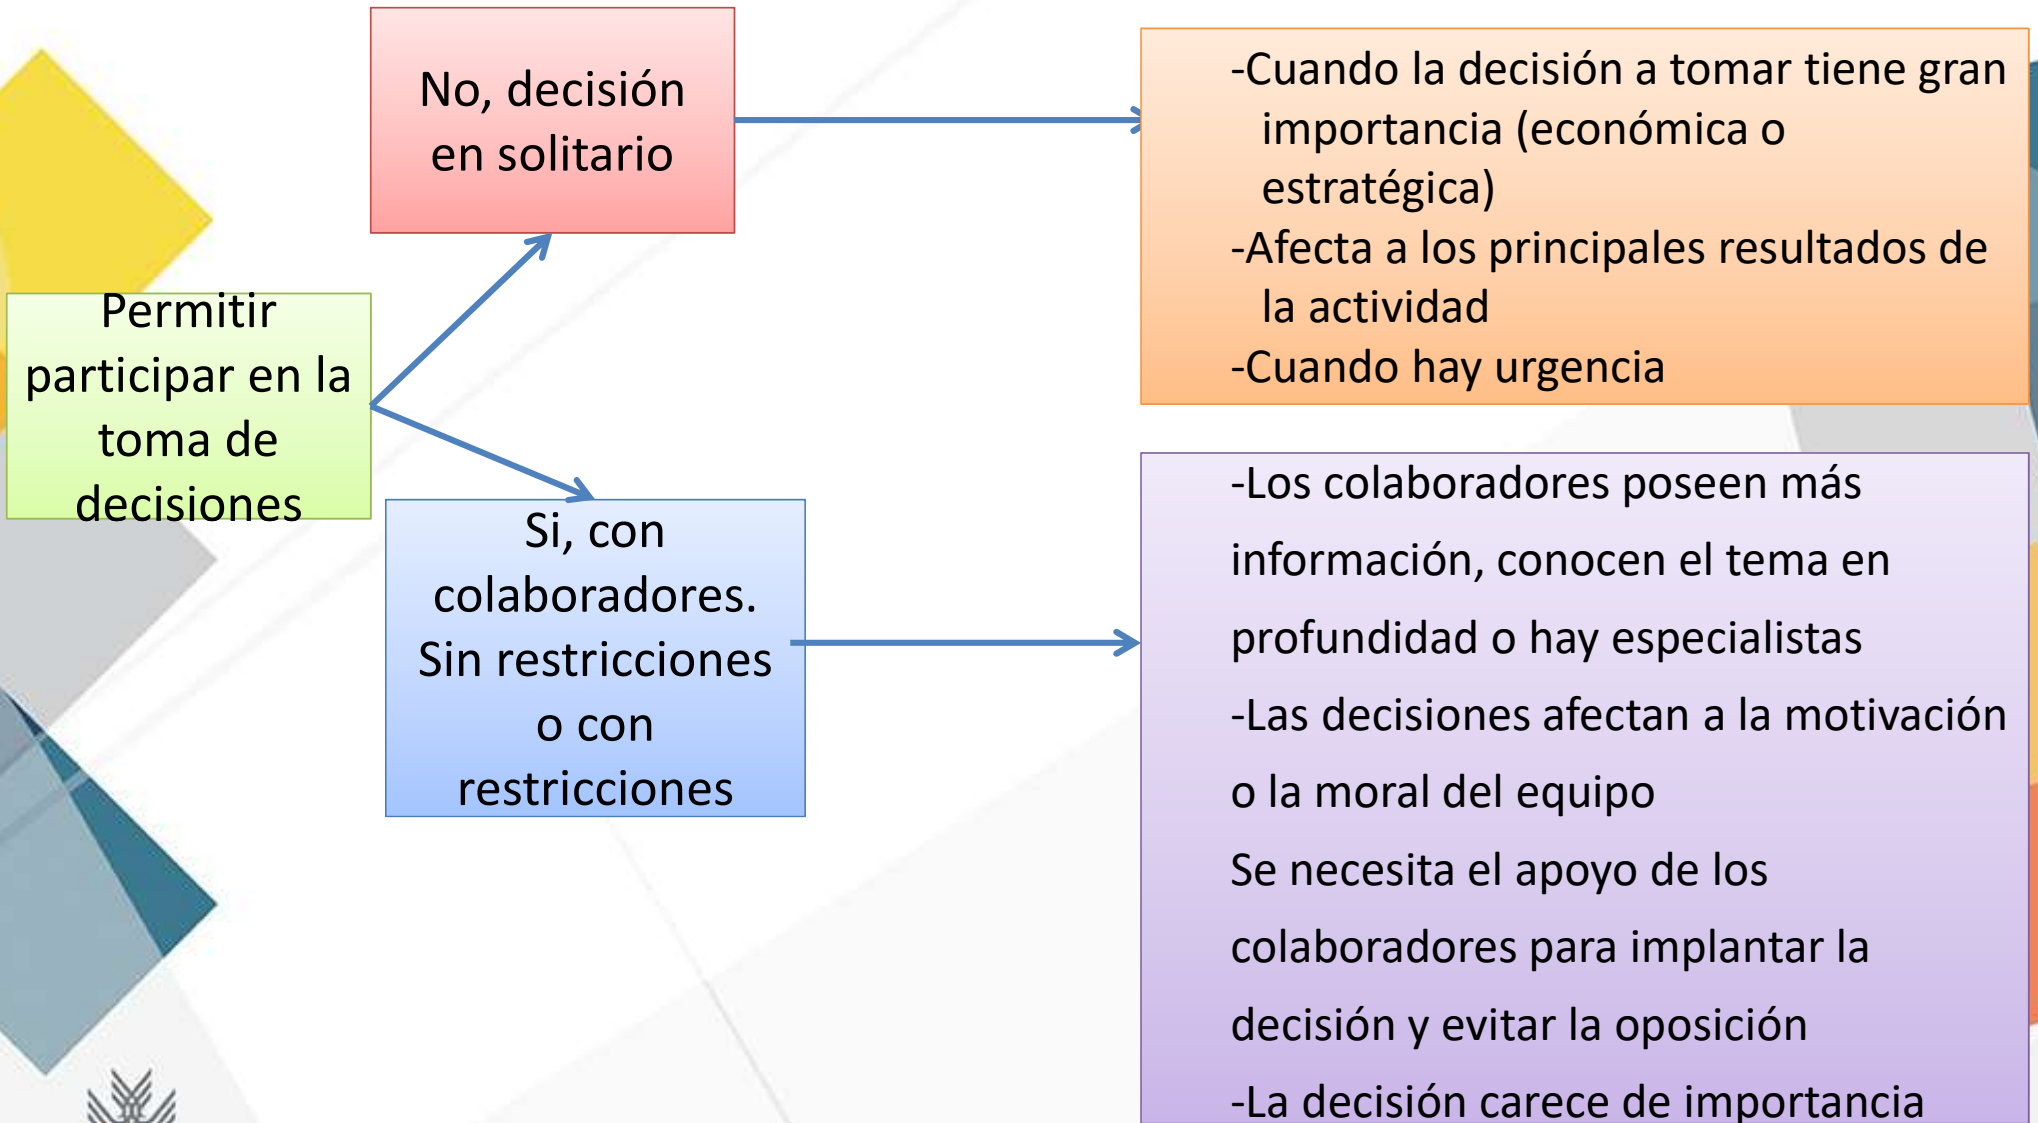 No, decisión
en solitario
-Cuando la decisión a tomar tiene gran
importancia (económica o
estratégica)
-Afecta a los principales resultados de
la actividad
-Cuando hay urgencia
Permitir
participar en la
toma de
decisiones
Si, con
colaboradores.
Sin restricciones
o con
restricciones
-Los colaboradores poseen más
información, conocen el tema en
profundidad o hay especialistas
-Las decisiones afectan a la motivación
o la moral del equipo
Se necesita el apoyo de los
colaboradores para implantar la
decisión y evitar la oposición
-La decisión carece de importancia